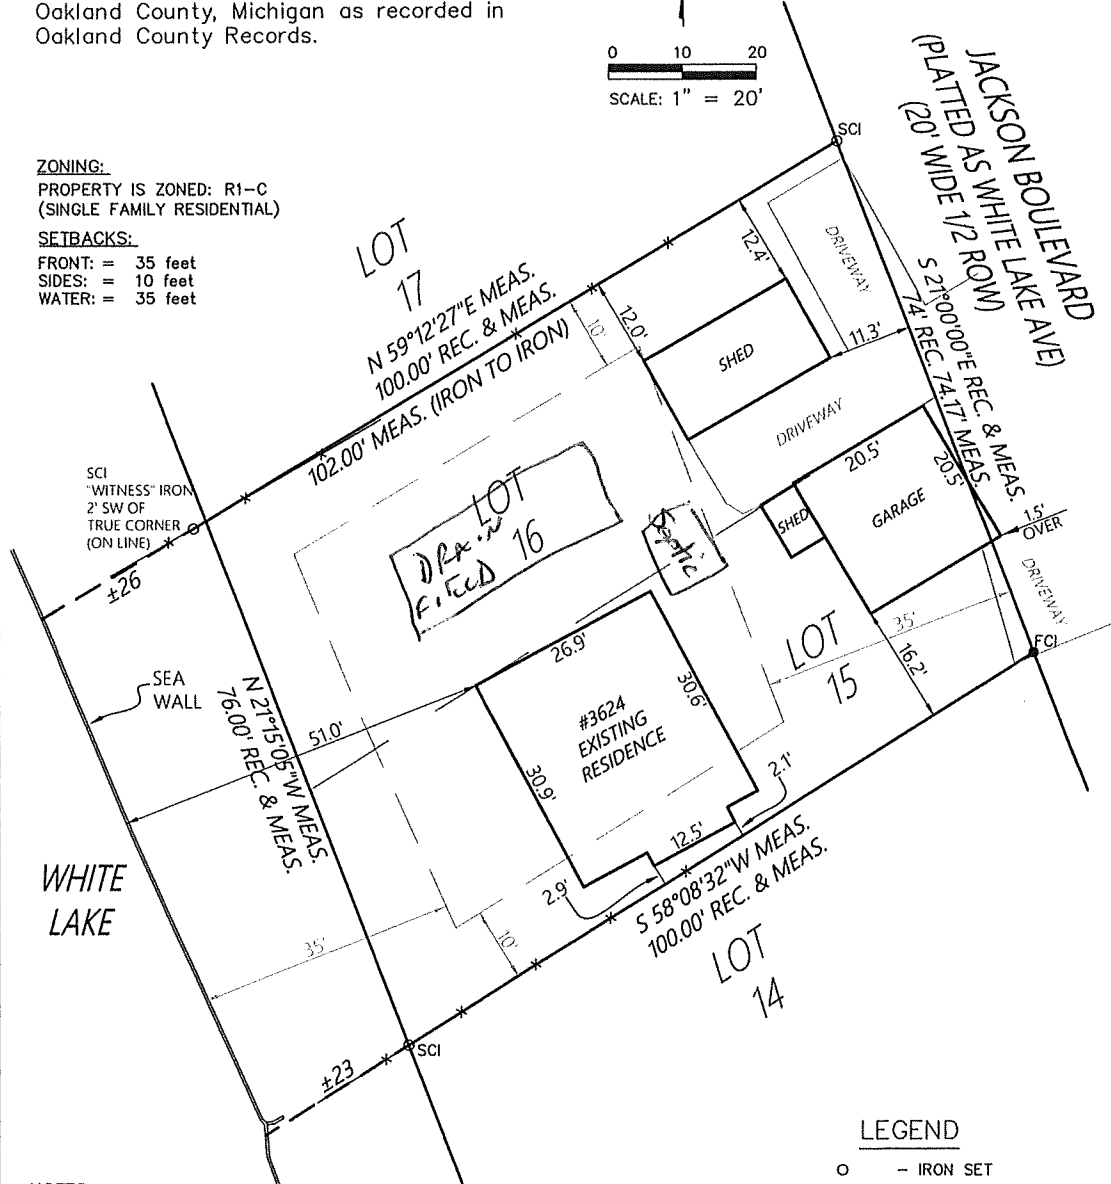 Oakland County, Michigan as recorded in
Oakland County Records.
0 10 20
SCALE: 1" = 20'
JACKSON BOULEVARD
(PLATTED AS WHITE LAKE AVE)
(20' WIDE 1/2 ROW)
S 21°00'00"E REC. & MEAS.
74' REC. 74.17' MEAS.
SCI
ZONING:
PROPERTY IS ZONED: R1-C
(SINGLE FAMILY RESIDENTIAL)
SETBACKS:
FRONT: = 35 feet
SIDES: = 10 feet
WATER: = 35 feet
LOT
17
N 59°12'27"E MEAS.
100.00' REC. & MEAS.
102.00' MEAS. (IRON TO IRON)
10'
12.0'
12.4'
DRIVEWAY
SHED
11.3'
DRIVEWAY
20.5'
20.5'
GARAGE
SHED
1.5'
OVER
DRIVEWAY
SCI
"WITNESS" IRON
2' SW OF
TRUE CORNER
(ON LINE)
±26
LOT
16
DRAIN
FIELD
Septic
LOT
15
35'
16.2'
FCI
SEA
WALL
N 21°15'05"W MEAS.
76.00' REC. & MEAS.
51.0'
26.9'
30.6'
#3624
EXISTING
RESIDENCE
30.9'
2.1'
12.5'
2.9'
S 58°08'32"W MEAS.
100.00' REC. & MEAS.
LOT
14
WHITE
LAKE
35'
10'
SCI
±23
LEGEND
O - IRON SET